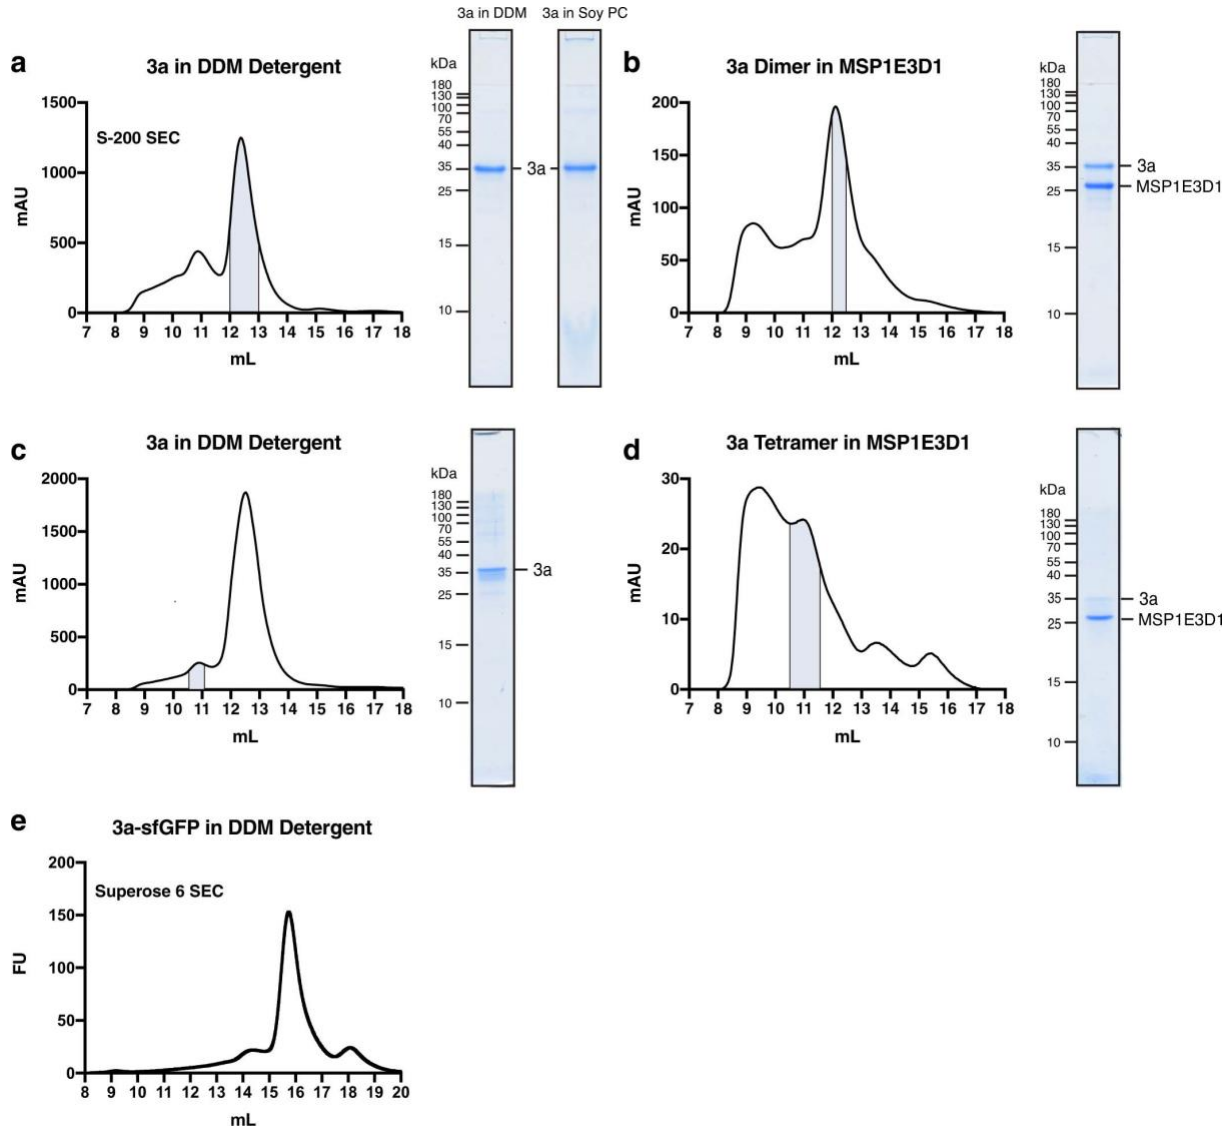 3a in DDM 3a in Soy PC
a
3a in DDM Detergent
S-200 SEC
mAU
1500
1000
500
0
7 8 9 10 11 12 13 14 15 16 17 18
mL
kDa
180
130
100
70
55
40
35
25
15
10
3a
b
3a Dimer in MSP1E3D1
mAU
200
150
100
50
0
7 8 9 10 11 12 13 14 15 16 17 18
mL
kDa
180
130
100
70
55
40
35
25
15
10
3a
MSP1E3D1
c
3a in DDM Detergent
mAU
2000
1500
1000
500
0
7 8 9 10 11 12 13 14 15 16 17 18
mL
kDa
180
130
100
70
55
40
35
25
15
10
3a
d
3a Tetramer in MSP1E3D1
mAU
30
20
10
0
7 8 9 10 11 12 13 14 15 16 17 18
mL
kDa
180
130
100
70
55
40
35
25
15
10
3a
MSP1E3D1
e
3a-sfGFP in DDM Detergent
Superose 6 SEC
FU
200
150
100
50
0
8 9 10 11 12 13 14 15 16 17 18 19 20
mL